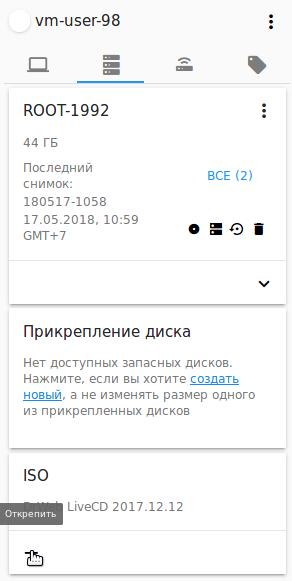 vm-user-98
ROOT-1992
44 ГБ
Последний
снимок:
ВСЕ (2)
180517-1058
17.05.2018, 10:59
GMT+7
Прикрепление диска
Нет доступных запасных дисков.
Нажмите, если вы хотите создать
новый, а не изменять размер одного
из прикрепленных дисков
ISO
LiveCD 2017.12.12
Открепить